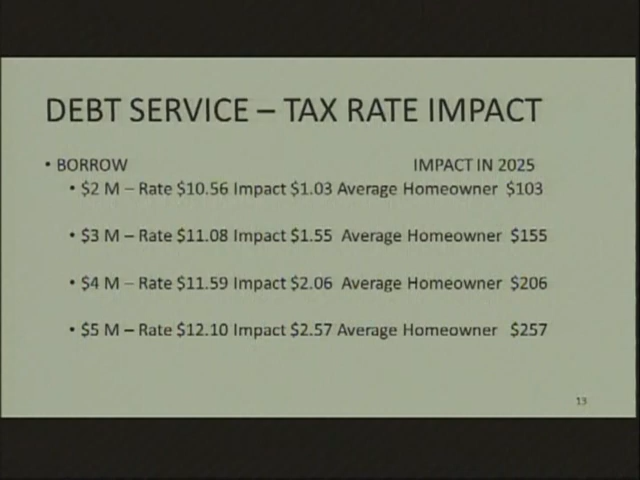 DEBT SERVICE – TAX RATE IMPACT
• BORROW IMPACT IN 2025
• $2 M – Rate $10.56 Impact $1.03 Average Homeowner $103
• $3 M – Rate $11.08 Impact $1.55 Average Homeowner $155
• $4 M – Rate $11.59 Impact $2.06 Average Homeowner $206
• $5 M – Rate $12.10 Impact $2.57 Average Homeowner $257
13